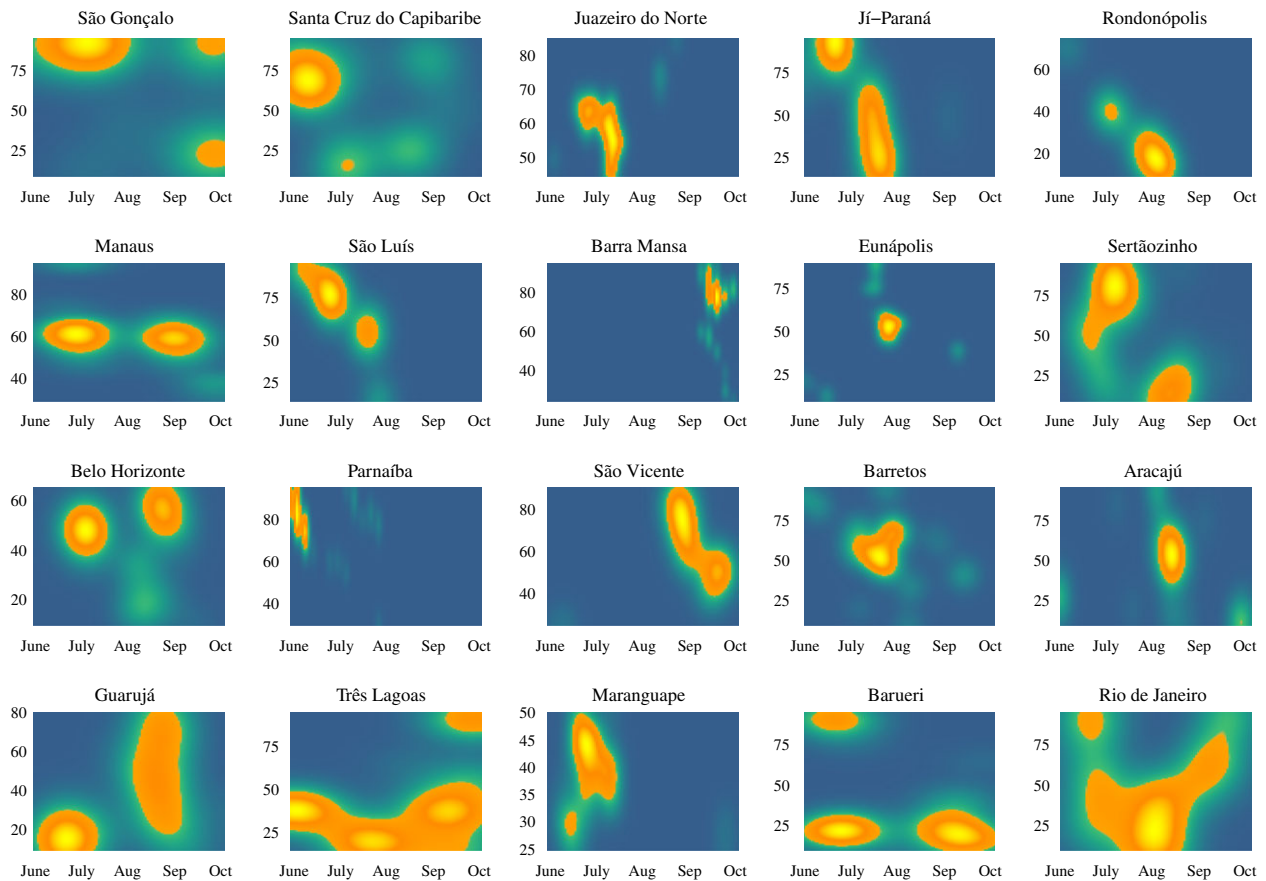 São Gonçalo Santa Cruz do Capibaribe Juazeiro do Norte Jí−Paraná Rondonópolis
75 50 25 75 50 25 80 70 60 50 75 50 25 60 40 20
June July Aug Sep Oct June July Aug Sep Oct June July Aug Sep Oct June July Aug Sep Oct June July Aug Sep Oct
Manaus São Luís Barra Mansa Eunápolis Sertãozinho
80 60 40 75 50 25 80 60 40 75 50 25 75 50 25
June July Aug Sep Oct June July Aug Sep Oct June July Aug Sep Oct June July Aug Sep Oct June July Aug Sep Oct
Belo Horizonte Parnaíba São Vicente Barretos Aracajú
60 40 20 80 60 40 80 60 40 75 50 25 75 50 25
June July Aug Sep Oct June July Aug Sep Oct June July Aug Sep Oct June July Aug Sep Oct June July Aug Sep Oct
Guarujá Três Lagoas Maranguape Barueri Rio de Janeiro
80 60 40 20 75 50 25 50 45 40 35 30 25 75 50 25 75 50 25
June July Aug Sep Oct June July Aug Sep Oct June July Aug Sep Oct June July Aug Sep Oct June July Aug Sep Oct